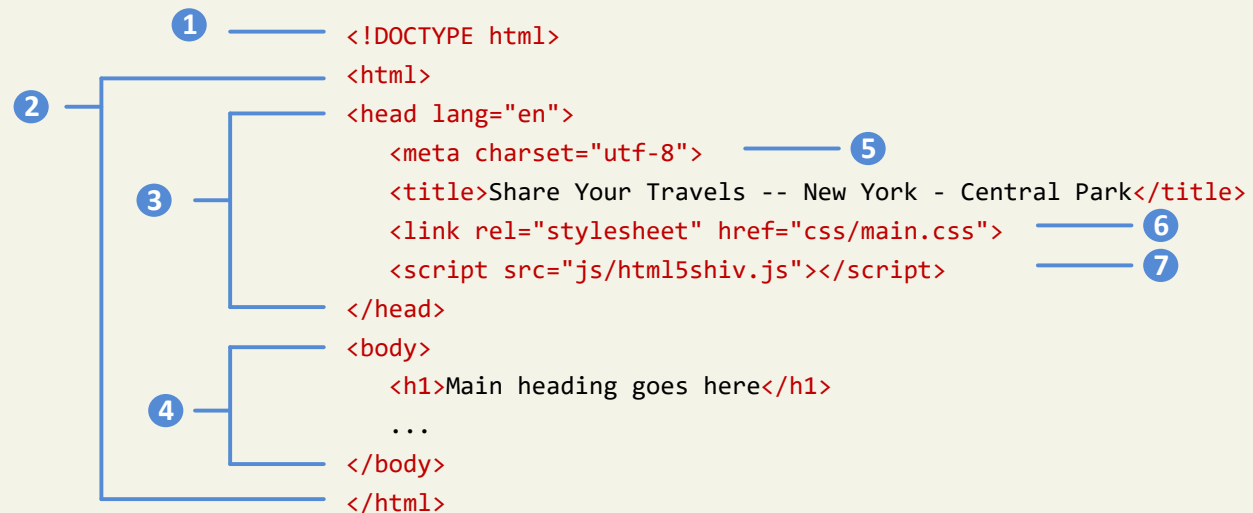 1 <!DOCTYPE html>
<html>
2 <head lang="en">
<meta charset="utf-8"> 5
3 <title>Share Your Travels -- New York - Central Park</title>
<link rel="stylesheet" href="css/main.css"> 6
<script src="js/html5shiv.js"></script> 7
</head>
<body>
<h1>Main heading goes here</h1>
4 ...
</body>
</html>